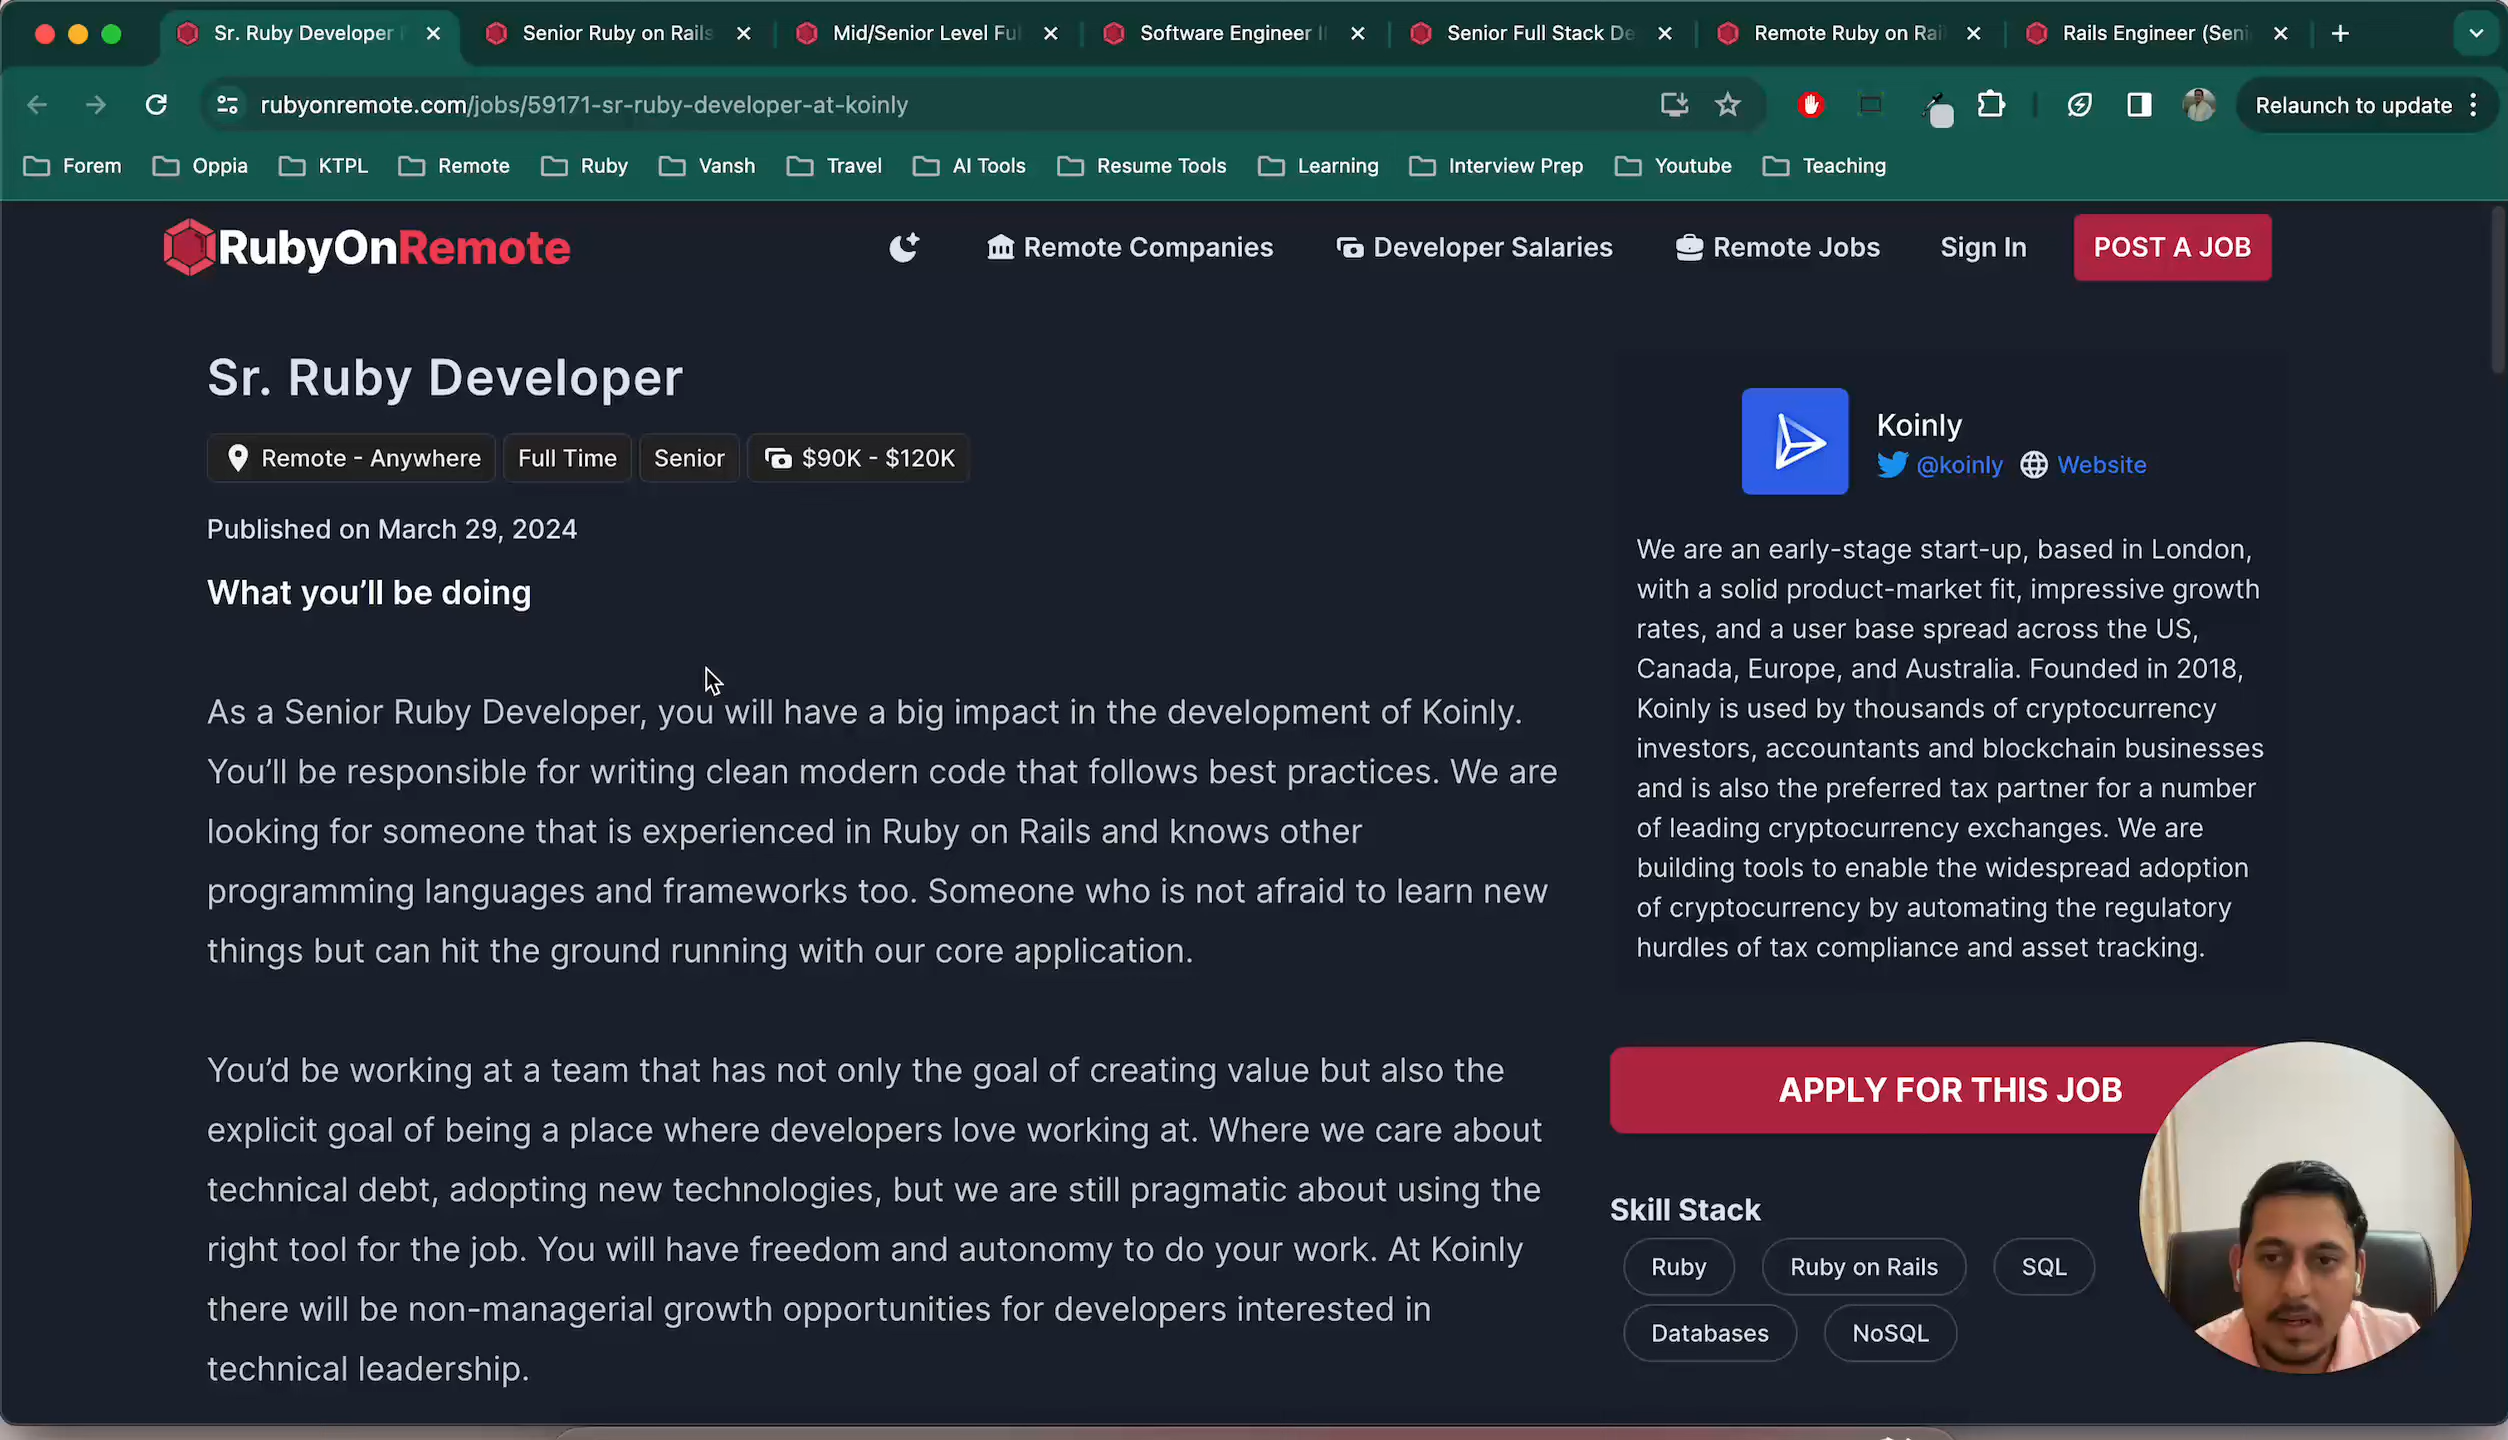 Sr. Ruby Developer
Senior Ruby on Rails
Mid/Senior Level Ful
Software Engineer I
Senior Full Stack De
Remote Ruby on Rai
Rails Engineer (Seni
rubyonremote.com/jobs/59171-sr-ruby-developer-at-koinly
Relaunch to update
Forem
Oppia
KTPL
Remote
Ruby
Vansh
Travel
AI Tools
Resume Tools
Learning
Interview Prep
Youtube
Teaching
RubyOnRemote
Remote Companies
Developer Salaries
Remote Jobs
Sign In
POST A JOB
Sr. Ruby Developer
Remote - Anywhere
Full Time
Senior
$90K - $120K
Published on March 29, 2024
What you’ll be doing
As a Senior Ruby Developer, you will have a big impact in the development of Koinly.
You’ll be responsible for writing clean modern code that follows best practices. We are
looking for someone that is experienced in Ruby on Rails and knows other
programming languages and frameworks too. Someone who is not afraid to learn new
things but can hit the ground running with our core application.
You’d be working at a team that has not only the goal of creating value but also the
explicit goal of being a place where developers love working at. Where we care about
technical debt, adopting new technologies, but we are still pragmatic about using the
right tool for the job. You will have freedom and autonomy to do your work. At Koinly
there will be non-managerial growth opportunities for developers interested in
technical leadership.
Koinly
@koinly
Website
We are an early-stage start-up, based in London,
with a solid product-market fit, impressive growth
rates, and a user base spread across the US,
Canada, Europe, and Australia. Founded in 2018,
Koinly is used by thousands of cryptocurrency
investors, accountants and blockchain businesses
and is also the preferred tax partner for a number
of leading cryptocurrency exchanges. We are
building tools to enable the widespread adoption
of cryptocurrency by automating the regulatory
hurdles of tax compliance and asset tracking.
APPLY FOR THIS JOB
Skill Stack
Ruby
Ruby on Rails
SQL
Databases
NoSQL